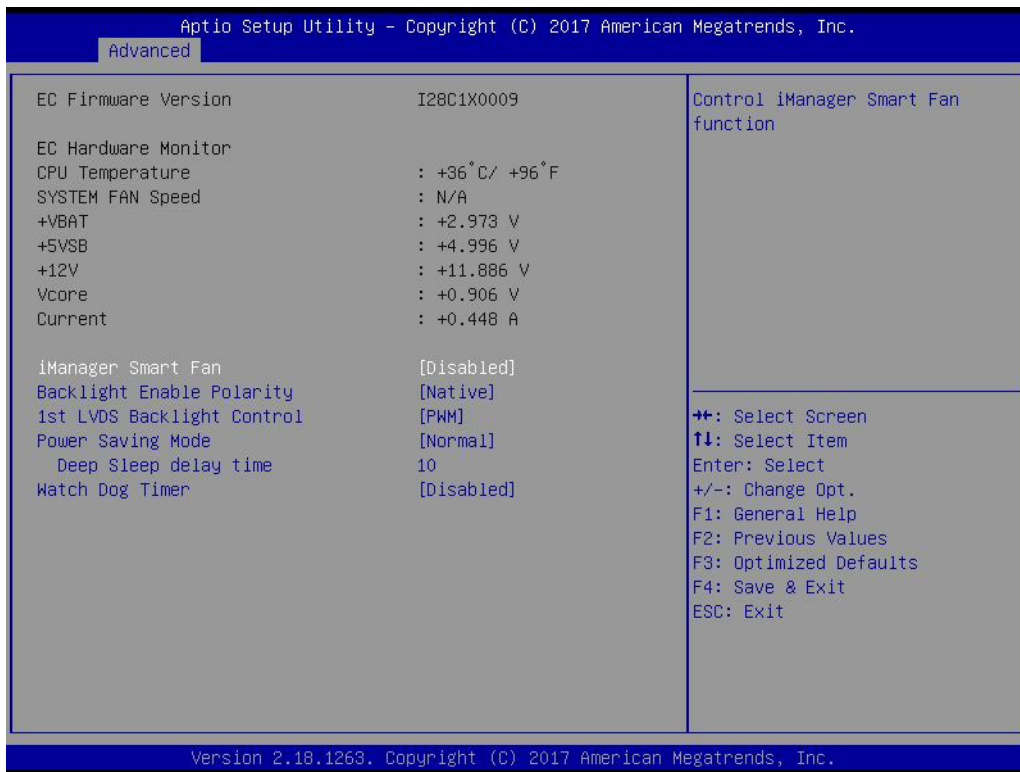 Aptio Setup Utility – Copyright (C) 2017 American Megatrends, Inc.
Advanced
EC Firmware Version I28C1X0009
EC Hardware Monitor
CPU Temperature : +36°C/ +96°F
SYSTEM FAN Speed : N/A
+VBAT : +2.973 V
+5VSB : +4.996 V
+12V : +11.886 V
Vcore : +0.906 V
Current : +0.448 A
iManager Smart Fan [Disabled]
Backlight Enable Polarity [Native]
1st LVDS Backlight Control [PWM]
Power Saving Mode [Normal]
Deep Sleep delay time 10
Watch Dog Timer [Disabled]
Control iManager Smart Fan
function
→←: Select Screen
↑↓: Select Item
Enter: Select
+/-: Change Opt.
F1: General Help
F2: Previous Values
F3: Optimized Defaults
F4: Save & Exit
ESC: Exit
Version 2.18.1263. Copyright (C) 2017 American Megatrends, Inc.